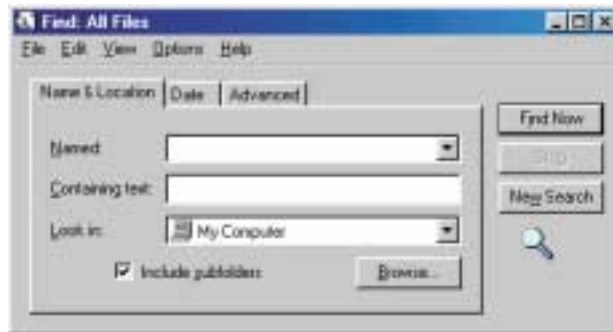 Find: All Files
File Edit View Options Help
Name & Location Date Advanced
Named:
Containing text:
Look in: My Computer
Include subfolders
Browse...
Find Now
Stop
New Search